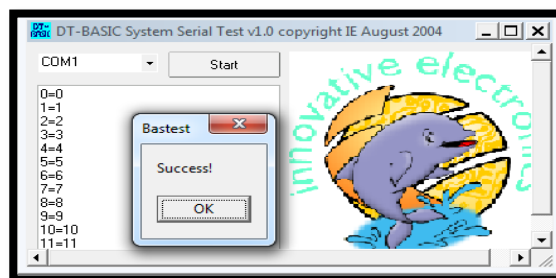 DT-BASIC System Serial Test v1.0 copyright IE August 2004
COM1
Start
innovative electronics
0=0
1=1
2=2
3=3
4=4
5=5
6=6
7=7
8=8
9=9
10=10
11=11
Bastest
Success!
OK